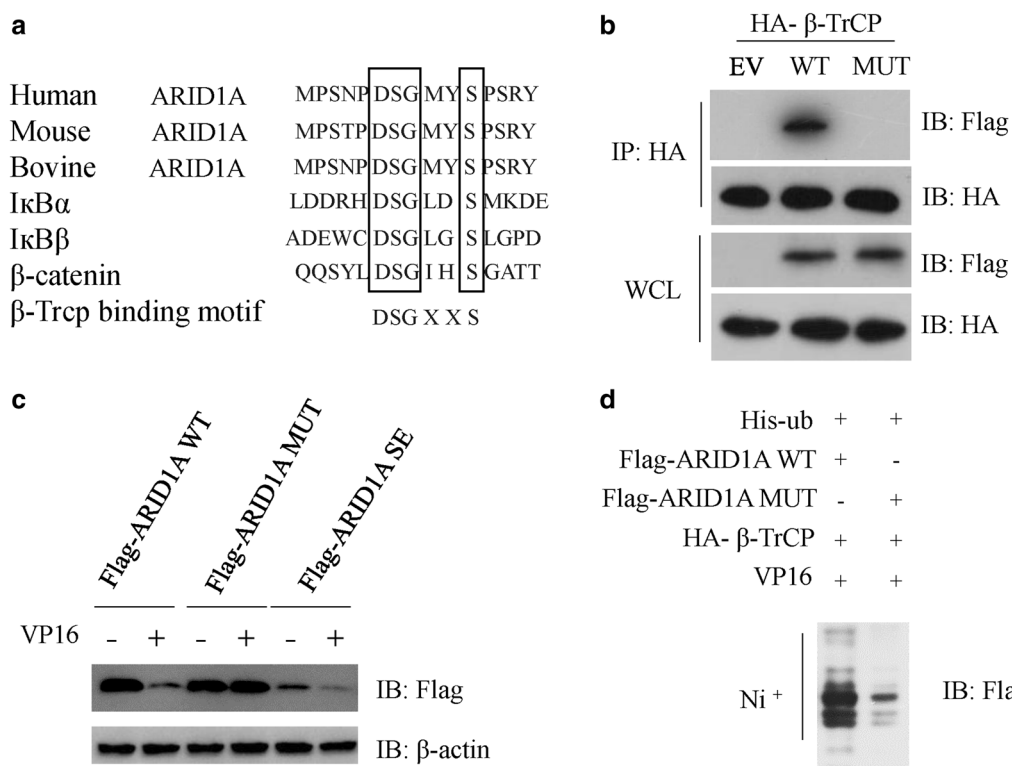 a
Human ARID1A MPSNP DSG MY S PSRY
Mouse ARID1A MPSTP DSG MY S PSRY
Bovine ARID1A MPSNP DSG MY S PSRY
IκBα LDDRH DSG LD S MKDE
IκBβ ADEWC DSG LG S LGPD
β-catenin QQSYL DSG I H S GATT
β-Trcp binding motif DSG X X S
b
HA- β-TrCP
EV WT MUT
IP: HA
IB: Flag
IB: HA
WCL
IB: Flag
IB: HA
c
Flag-ARID1A WT
Flag-ARID1A MUT
Flag-ARID1A SE
VP16 - + - + - +
IB: Flag
IB: β-actin
d
His-ub + +
Flag-ARID1A WT + -
Flag-ARID1A MUT - +
HA- β-TrCP + +
VP16 + +
Ni +
IB: Fla